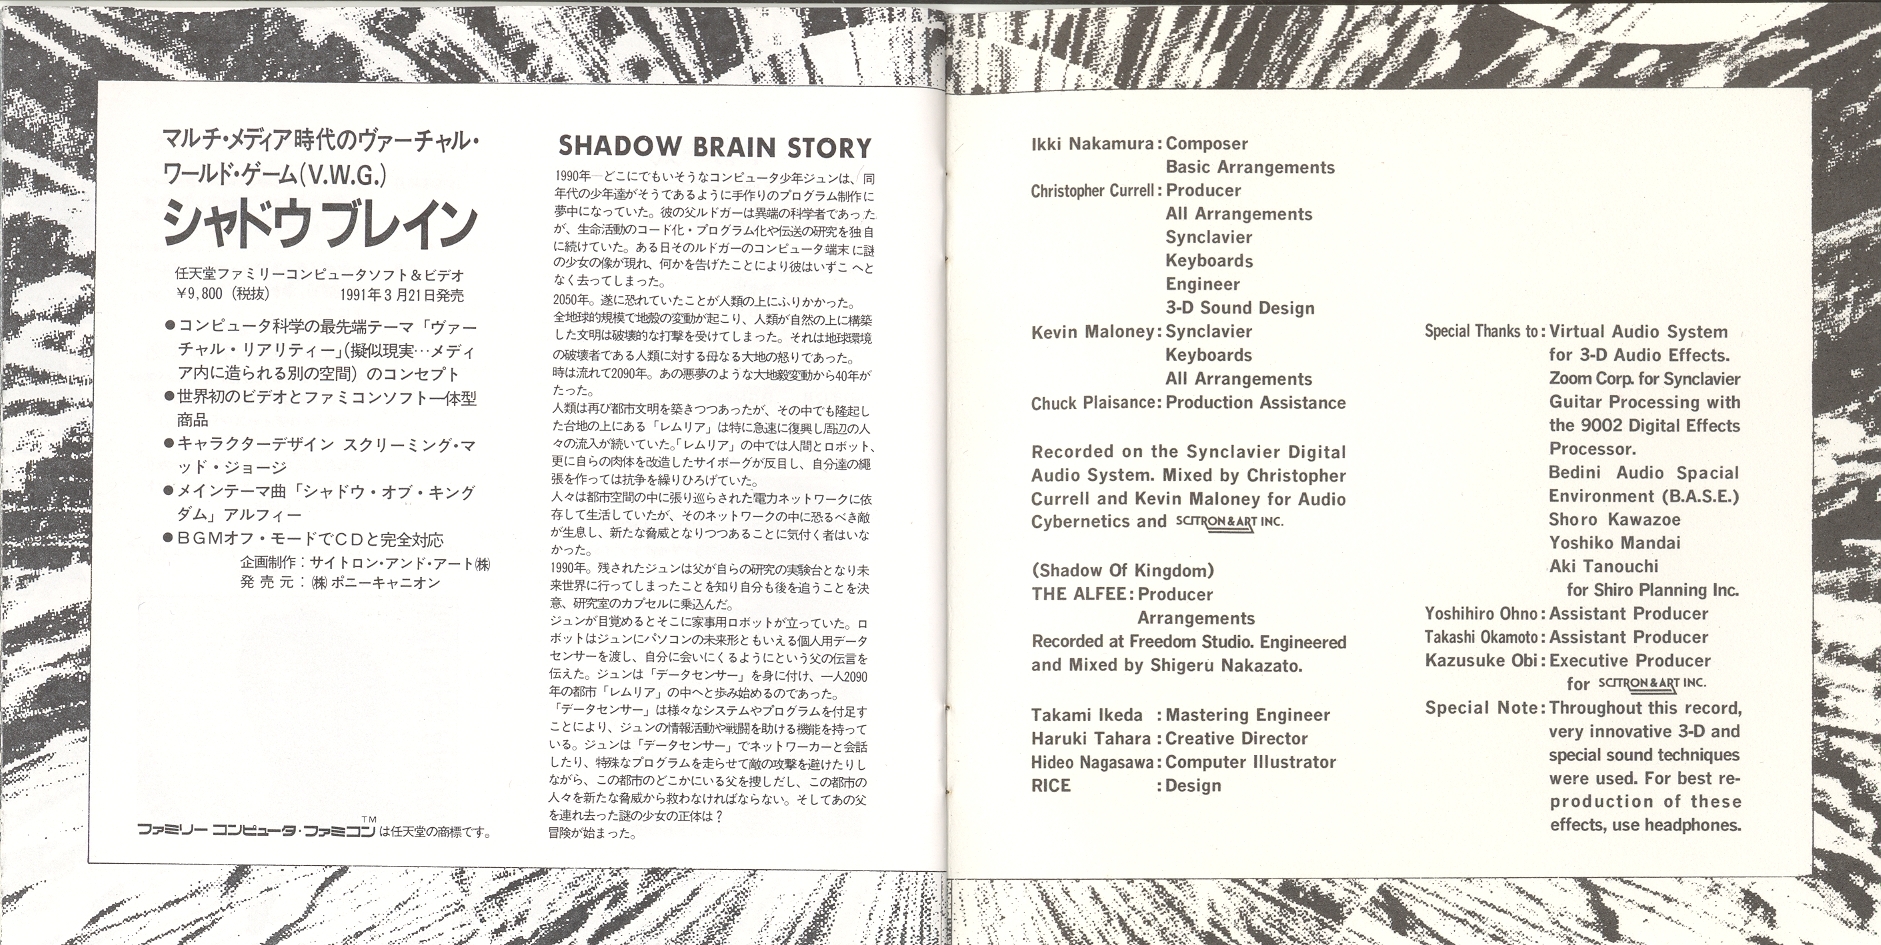 マルチ・メディア時代のヴァーチャル・
ワールド・ゲーム(V.W.G.)
シャドウ ブレイン
任天堂ファミリーコンピュータソフト＆ビデオ
￥9,800（税抜） 1991年3月21日発売
●コンピュータ科学の最先端テーマ「ヴァー
チャル・リアリティー」(擬似現実…メディ
ア内に造られる別の空間）のコンセプト
●世界初のビデオとファミコンソフト一体型
商品
●キャラクターデザイン スクリーミング・マ
ッド・ジョージ
●メインテーマ曲「シャドウ・オブ・キング
ダム」アルフィー
●ＢＧＭオフ・モードでＣＤと完全対応
企画制作：サイトロン・アンド・アート㈱
発 売 元：㈱ポニーキャニオン
ファミリーコンピュータ・ファミコン™は任天堂の商標です。
SHADOW BRAIN STORY
1990年―どこにでもいそうなコンピュータ少年ジュンは、同
年代の少年達がそうであるように手作りのプログラム制作に
夢中になっていた。彼の父ルドガーは異端の科学者であった
が、生命活動のコード化・プログラム化や伝送の研究を独自
に続けていた。ある日そのルドガーのコンピュータ端末に謎
の少女の像が現れ、何かを告げたことにより彼はいずこへと
なく去ってしまった。
2050年。遂に恐れていたことが人類の上にふりかかった。
全地球的規模で地殻の変動が起こり、人類が自然の上に構築
した文明は破壊的な打撃を受けてしまった。それは地球環境
の破壊者である人類に対する母なる大地の怒りであった。
時は流れて2090年。あの悪夢のような大地毅変動から40年が
たった。
人類は再び都市文明を築きつつあったが、その中でも隆起し
た台地の上にある「レムリア」は特に急速に復興し周辺の人
々の流入が続いていた。「レムリア」の中では人間とロボット、
更に自らの肉体を改造したサイボーグが反目し、自分達の縄
張を作っては抗争を繰りひろげていた。
人々は都市空間の中に張り巡らされた電力ネットワークに依
存して生活していたが、そのネットワークの中に恐るべき敵
が生息し、新たな脅威となりつつあることに気付く者はいな
かった。
1990年。残されたジュンは父が自らの研究の実験台となり未
来世界に行ってしまったことを知り自分も後を追うことを決
意、研究室のカプセルに乗込んだ。
ジュンが目覚めるとそこに家事用ロボットが立っていた。ロ
ボットはジュンにパソコンの未来形ともいえる個人用データ
センサーを渡し、自分に会いにくるようにという父の伝言を
伝えた。ジュンは「データセンサー」を身に付け、一人2090
年の都市「レムリア」の中へと歩み始めるのであった。
「データセンサー」は様々なシステムやプログラムを付足す
ことにより、ジュンの情報活動や戦闘を助ける機能を持って
いる。ジュンは「データセンサー」でネットワーカーと会話
したり、特殊なプログラムを走らせて敵の攻撃を避けたりし
ながら、この都市のどこかにいる父を捜しだし、この都市の
人々を新たな脅威から救わなければならない。そしてあの父
を連れ去った謎の少女の正体は？
冒険が始まった。
Ikki Nakamura:Composer
Basic Arrangements
Christopher Currell:Producer
All Arrangements
Synclavier
Keyboards
Engineer
3-D Sound Design
Kevin Maloney:Synclavier
Keyboards
All Arrangements
Chuck Plaisance:Production Assistance
Recorded on the Synclavier Digital
Audio System. Mixed by Christopher
Currell and Kevin Maloney for Audio
Cybernetics and SCITRON & ART INC.
(Shadow Of Kingdom)
THE ALFEE:Producer
Arrangements
Recorded at Freedom Studio. Engineered
and Mixed by Shigeru Nakazato.
Takami Ikeda :Mastering Engineer
Haruki Tahara :Creative Director
Hideo Nagasawa:Computer Illustrator
RICE :Design
Special Thanks to:Virtual Audio System
for 3-D Audio Effects.
Zoom Corp. for Synclavier
Guitar Processing with
the 9002 Digital Effects
Processor.
Bedini Audio Spacial
Environment (B.A.S.E.)
Shoro Kawazoe
Yoshiko Mandai
Aki Tanouchi
for Shiro Planning Inc.
Yoshihiro Ohno:Assistant Producer
Takashi Okamoto:Assistant Producer
Kazusuke Obi:Executive Producer
for SCITRON & ART INC.
Special Note:Throughout this record,
very innovative 3-D and
special sound techniques
were used. For best re-
production of these
effects, use headphones.